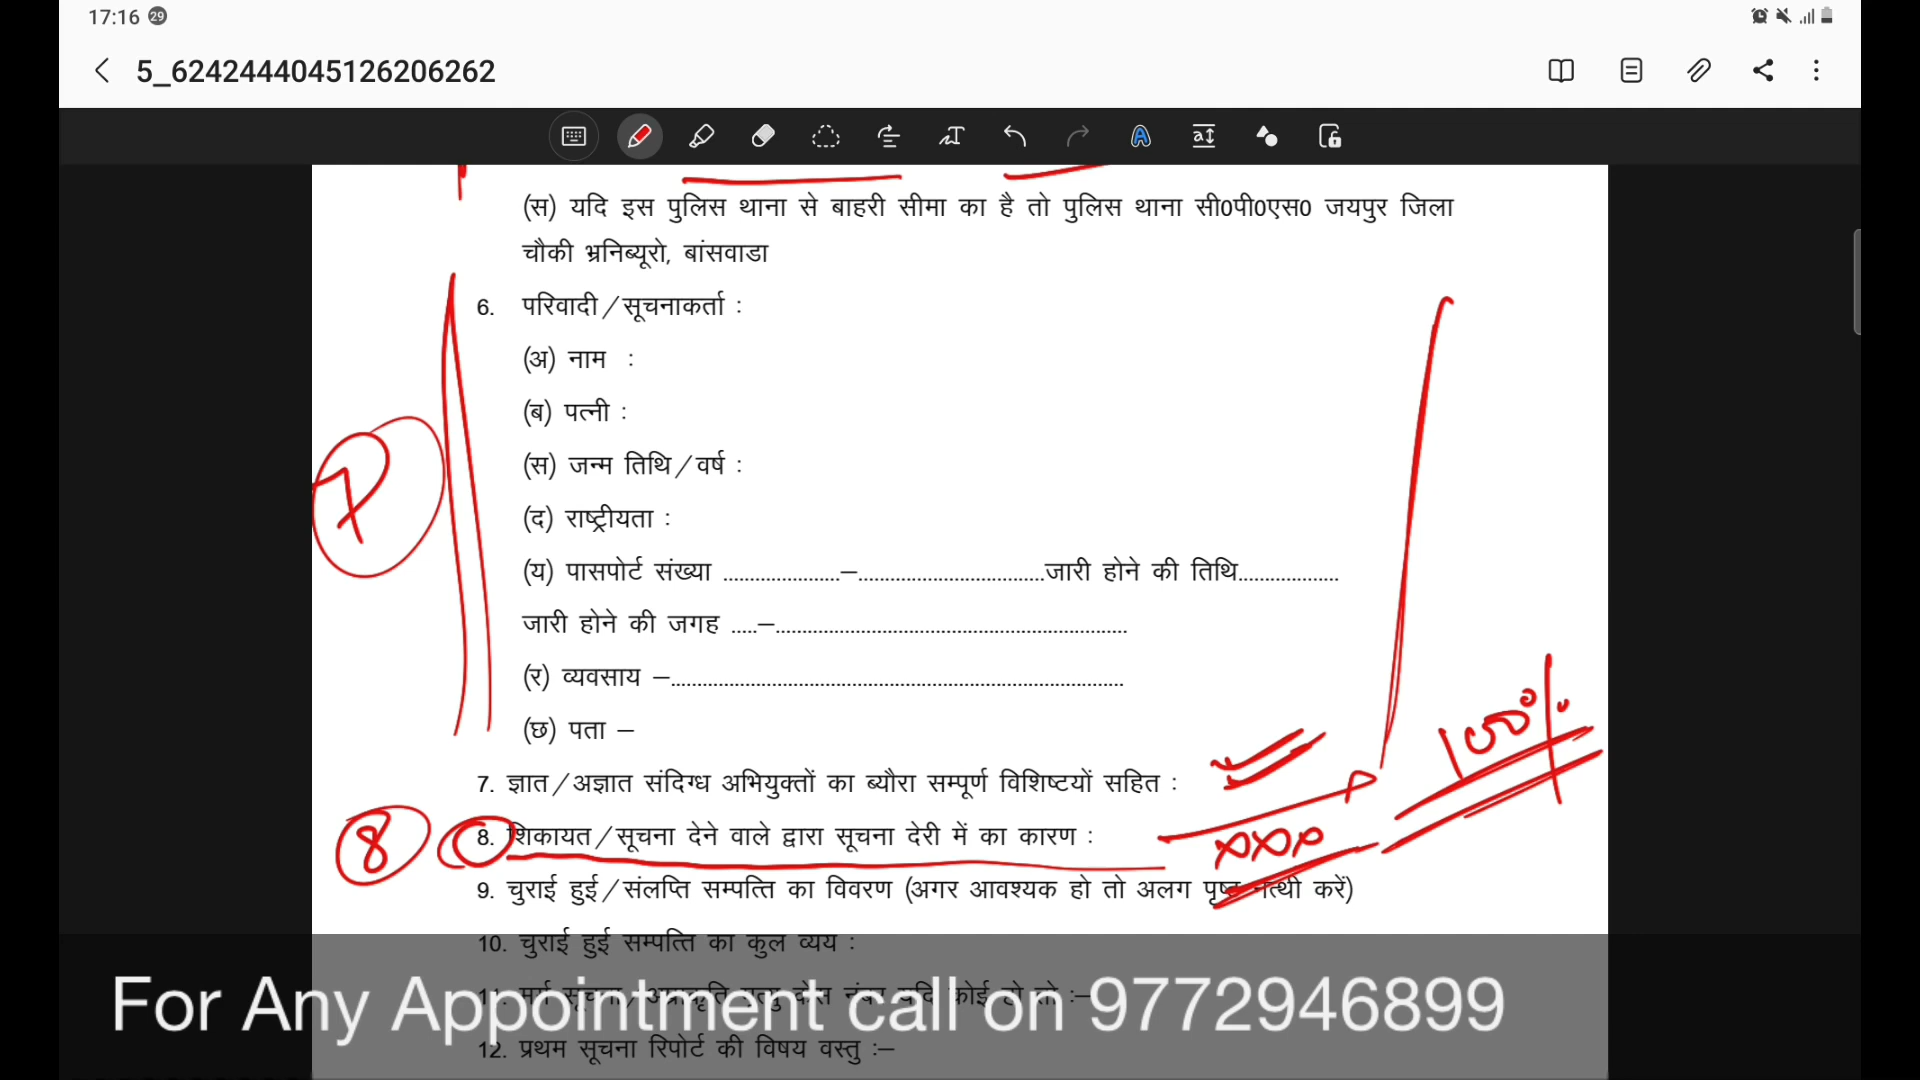 17:16 29
5_6242444045126206262
(स) यदि इस पुलिस थाना से बाहरी सीमा का है तो पुलिस थाना सी0पी0एस0 जयपुर जिला
चौकी भ्रनिब्यूरो, बांसवाडा
6. परिवादी/सूचनाकर्ता :
(अ) नाम :
(ब) पत्नी :
(स) जन्म तिथि/वर्ष :
(द) राष्ट्रीयता :
(य) पासपोर्ट संख्या ......................–...................................जारी होने की तिथि...................
जारी होने की जगह .....–..................................................................
(र) व्यवसाय –.....................................................................................
(छ) पता –
7. ज्ञात/अज्ञात संदिग्ध अभियुक्तों का ब्यौरा सम्पूर्ण विशिष्टयों सहित :
100%
8 8. शिकायत/सूचना देने वाले द्वारा सूचना देरी में का कारण :
xxx
9. चुराई हुई/संलप्ति सम्पत्ति का विवरण (अगर आवश्यक हो तो अलग पृष्ठ नत्थी करें)
10. चुराई हुई सम्पत्ति का कुल व्यय :
For Any Appointment call on 9772946899
12. प्रथम सूचना रिपोर्ट की विषय वस्तु :–
7